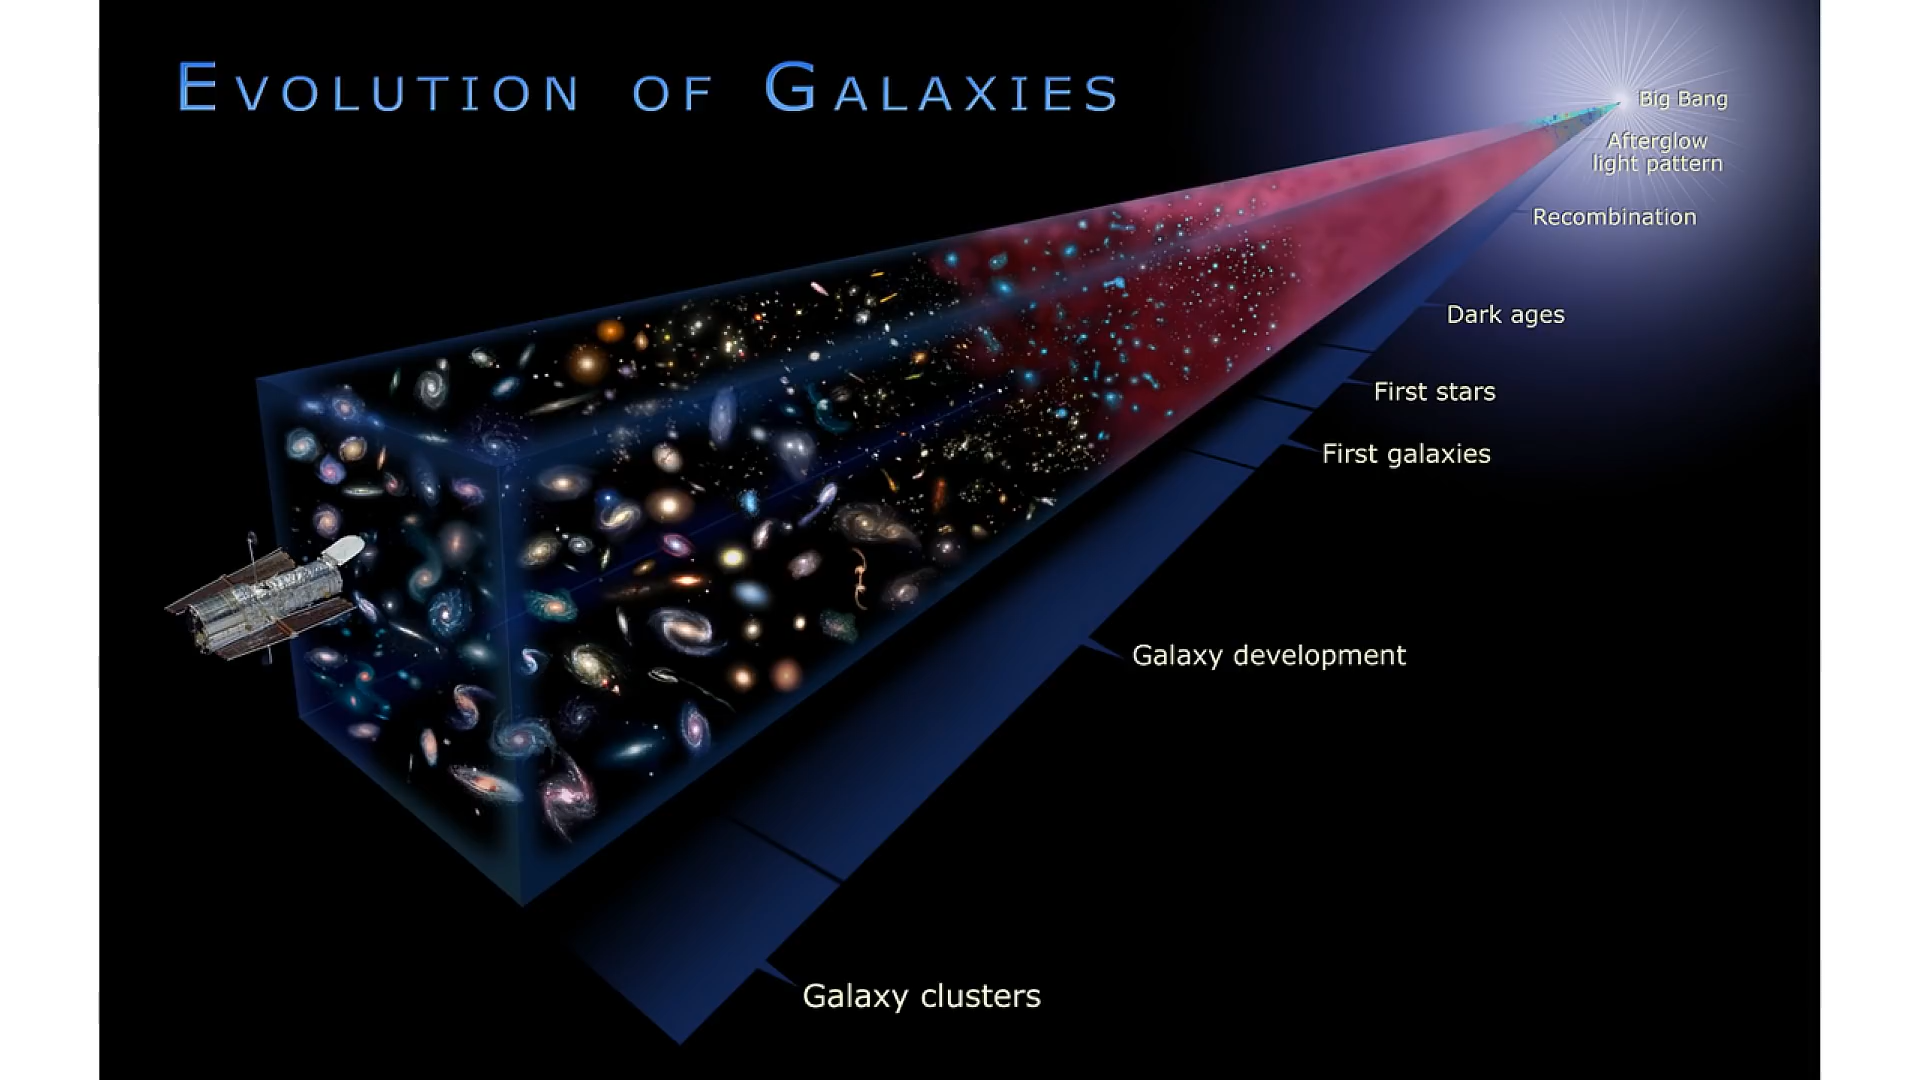 Evolution of Galaxies
Big Bang
Afterglow
light pattern
Recombination
Dark ages
First stars
First galaxies
Galaxy development
Galaxy clusters